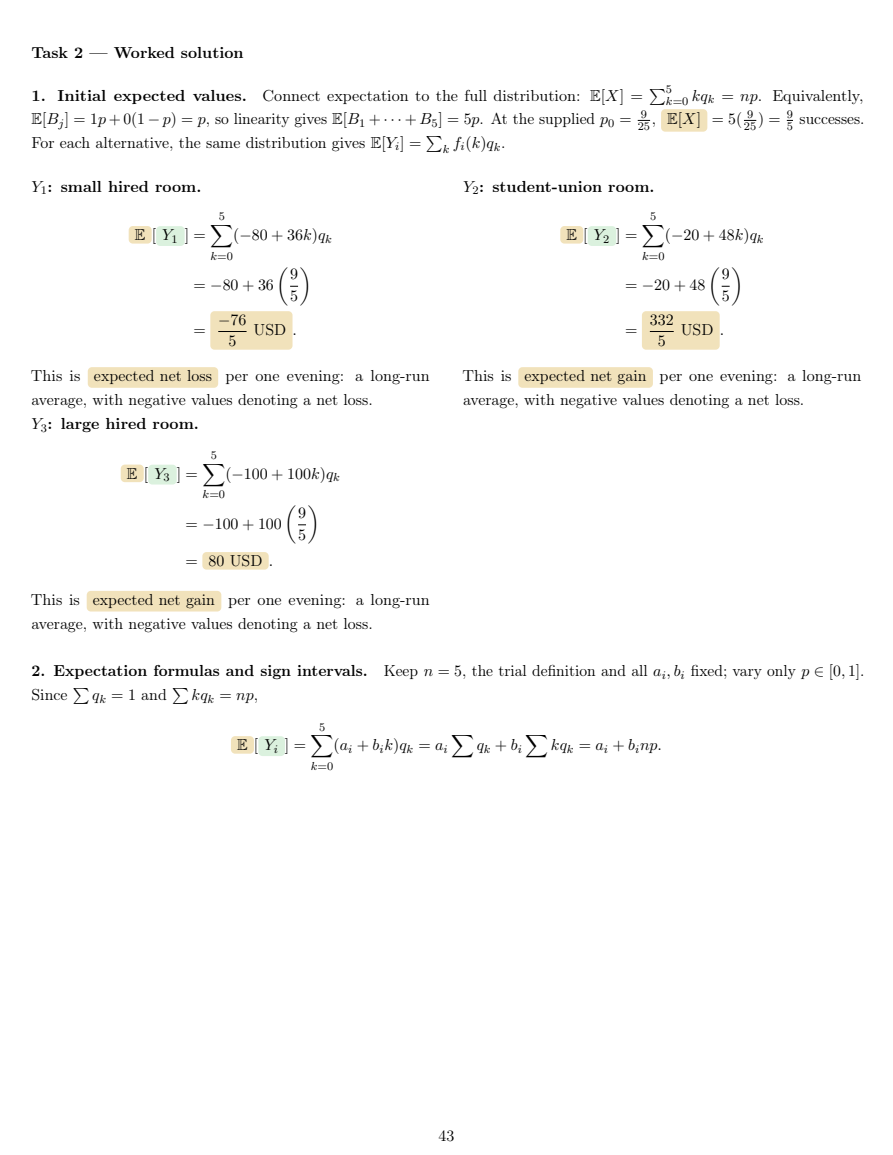 Task 2 — Worked solution
1. Initial expected values. Connect expectation to the full distribution: 𝔼[X] = ∑_{k=0}^{5} kq_k = np. Equivalently,
𝔼[B_j] = 1p + 0(1 − p) = p, so linearity gives 𝔼[B_1 + ⋯ + B_5] = 5p. At the supplied p_0 = 9/25, 𝔼[X] = 5(9/25) = 9/5 successes.
For each alternative, the same distribution gives 𝔼[Y_i] = ∑_k f_i(k)q_k.
Y_1: small hired room.
𝔼[Y_1] = ∑_{k=0}^{5} (−80 + 36k)q_k
= −80 + 36 (9/5)
= −76/5 USD.
This is expected net loss per one evening: a long-run
average, with negative values denoting a net loss.
Y_2: student-union room.
𝔼[Y_2] = ∑_{k=0}^{5} (−20 + 48k)q_k
= −20 + 48 (9/5)
= 332/5 USD.
This is expected net gain per one evening: a long-run
average, with negative values denoting a net loss.
Y_3: large hired room.
𝔼[Y_3] = ∑_{k=0}^{5} (−100 + 100k)q_k
= −100 + 100 (9/5)
= 80 USD.
This is expected net gain per one evening: a long-run
average, with negative values denoting a net loss.
2. Expectation formulas and sign intervals. Keep n = 5, the trial definition and all a_i, b_i fixed; vary only p ∈ [0, 1].
Since ∑ q_k = 1 and ∑ kq_k = np,
𝔼[Y_i] = ∑_{k=0}^{5} (a_i + b_i k)q_k = a_i ∑ q_k + b_i ∑ kq_k = a_i + b_i np.
43